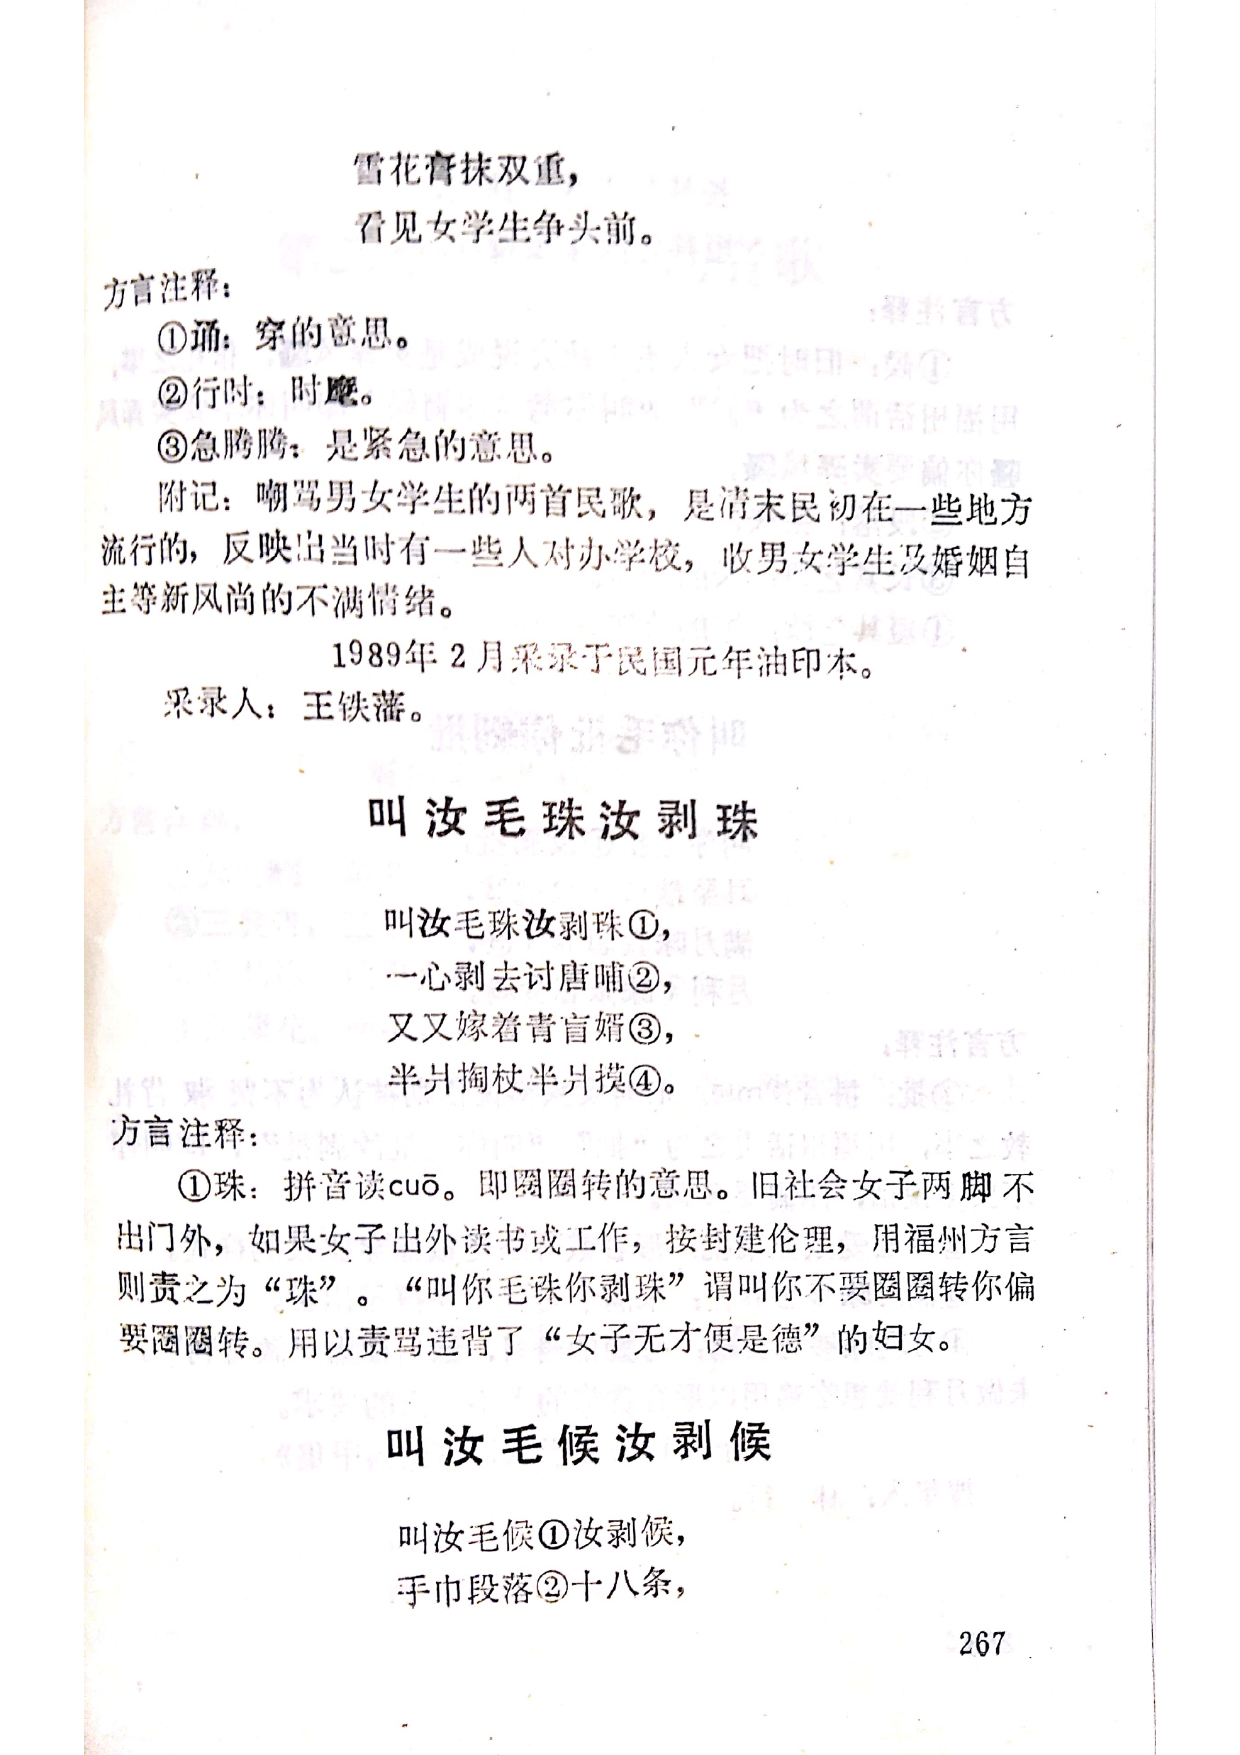 雪花膏抹双重，
看见女学生争头前。
方言注释：
①诵：穿的意思。
②行时：时麾。
③急腾腾：是紧急的意思。
附记：嘲骂男女学生的两首民歌，是清末民初在一些地方
流行的，反映出当时有一些人对办学校，收男女学生及婚姻自
主等新风尚的不满情绪。
1989年2月采录于民国元年油印本。
采录人：王铁藩。
叫汝毛珠汝剥珠
叫汝毛珠汝剥珠①，
一心剥去讨唐哺②，
又又嫁着青盲婿③，
半爿掏杖半爿摸④。
方言注释：
①珠：拼音读cuō。即圈圈转的意思。旧社会女子两脚不
出门外，如果女子出外读书或工作，按封建伦理，用福州方言
则责之为“珠”。“叫你毛珠你剥珠”谓叫你不要圈圈转你偏
要圈圈转。用以责骂违背了“女子无才便是德”的妇女。
叫汝毛候汝剥候
叫汝毛候①汝剥候，
手巾段落②十八条，
267